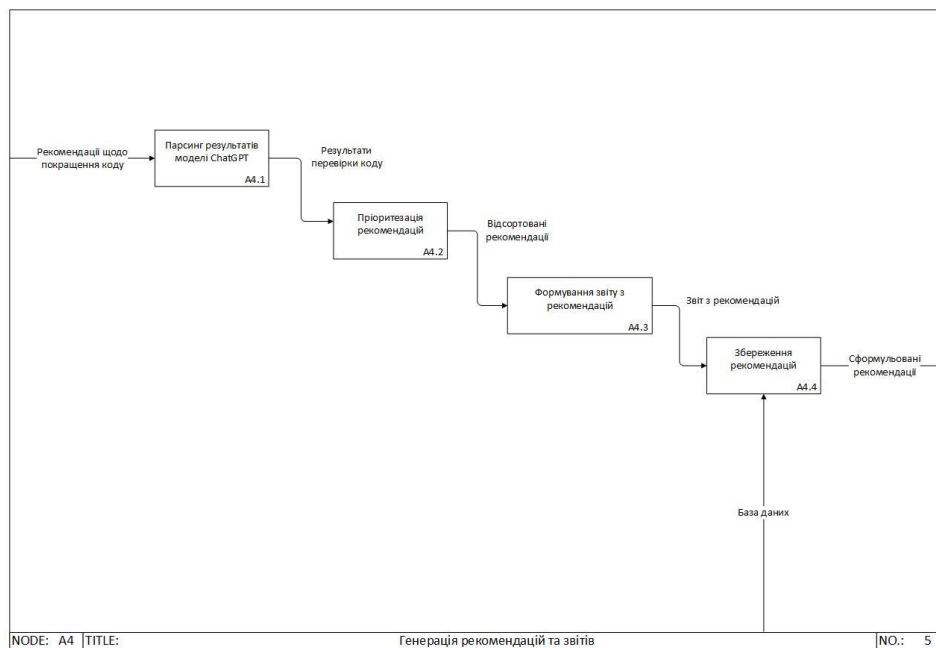 Рекомендації щодо
покращення коду
Парсинг результатів
моделі ChatGPT
A4.1
Результати
перевірки коду
Пріоритезація
рекомендацій
A4.2
Відсортовані
рекомендації
Формування звіту з
рекомендацій
A4.3
Звіт з рекомендацій
Збереження
рекомендацій
A4.4
Сформульовані
рекомендації
База даних
NODE: A4 TITLE: Генерація рекомендацій та звітів NO.: 5